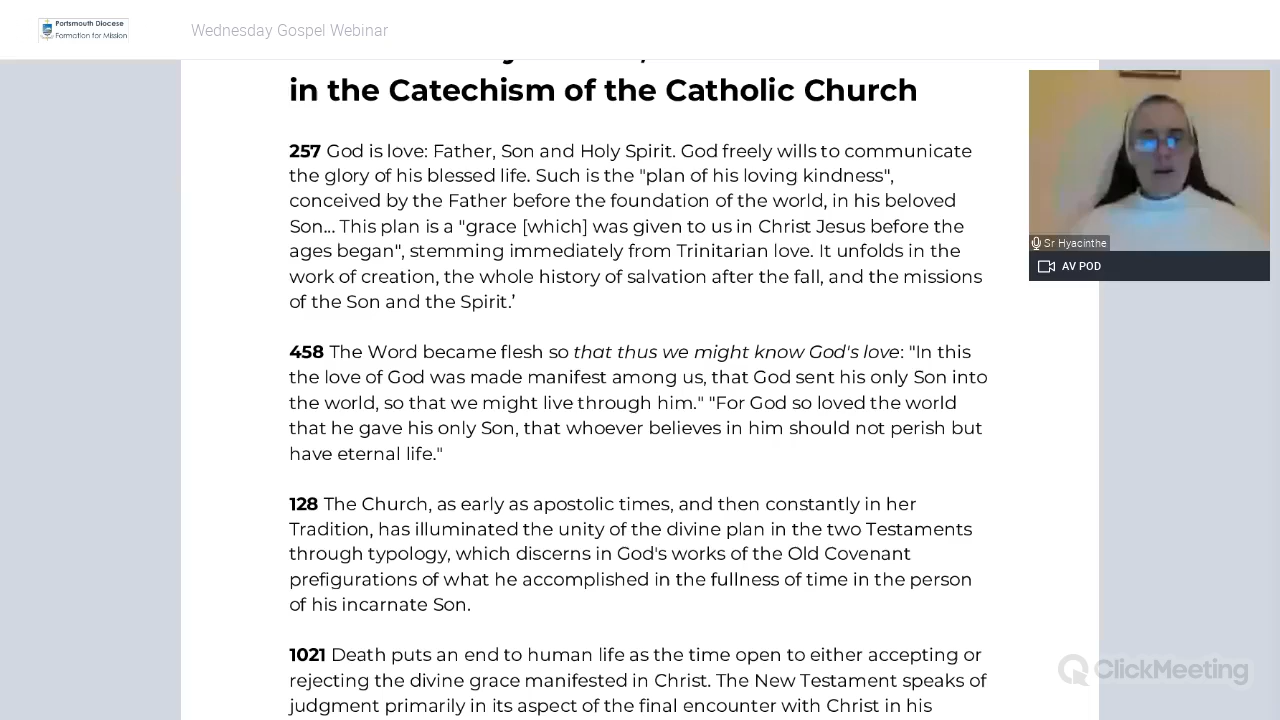 Portsmouth Diocese
Formation for Mission
Wednesday Gospel Webinar
in the Catechism of the Catholic Church
257 God is love: Father, Son and Holy Spirit. God freely wills to communicate
the glory of his blessed life. Such is the "plan of his loving kindness",
conceived by the Father before the foundation of the world, in his beloved
Son... This plan is a "grace [which] was given to us in Christ Jesus before the
ages began", stemming immediately from Trinitarian love. It unfolds in the
work of creation, the whole history of salvation after the fall, and the missions
of the Son and the Spirit.’
458 The Word became flesh so that thus we might know God's love: "In this
the love of God was made manifest among us, that God sent his only Son into
the world, so that we might live through him." "For God so loved the world
that he gave his only Son, that whoever believes in him should not perish but
have eternal life."
128 The Church, as early as apostolic times, and then constantly in her
Tradition, has illuminated the unity of the divine plan in the two Testaments
through typology, which discerns in God's works of the Old Covenant
prefigurations of what he accomplished in the fullness of time in the person
of his incarnate Son.
1021 Death puts an end to human life as the time open to either accepting or
rejecting the divine grace manifested in Christ. The New Testament speaks of
judgment primarily in its aspect of the final encounter with Christ in his
Sr Hyacinthe
AV POD
ClickMeeting